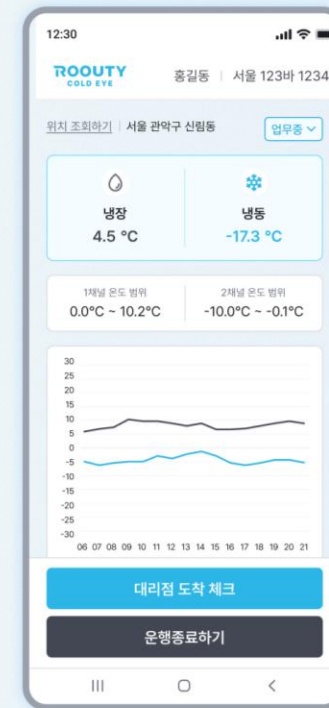 12:30
ROOUTY
COLD EYE
홍길동 | 서울 123바 1234
위치 조회하기 | 서울 관악구 신림동
업무중
냉장
냉동
4.5 °C
-17.3 °C
1채널 온도 범위
2채널 온도 범위
0.0°C ~ 10.2°C
-10.0°C ~ -0.1°C
30
25
20
15
10
5
0
-5
-10
-15
-20
-25
-30
06 07 08 09 10 11 12 13 14 15 16 17 18 19 20 21
대리점 도착 체크
운행종료하기